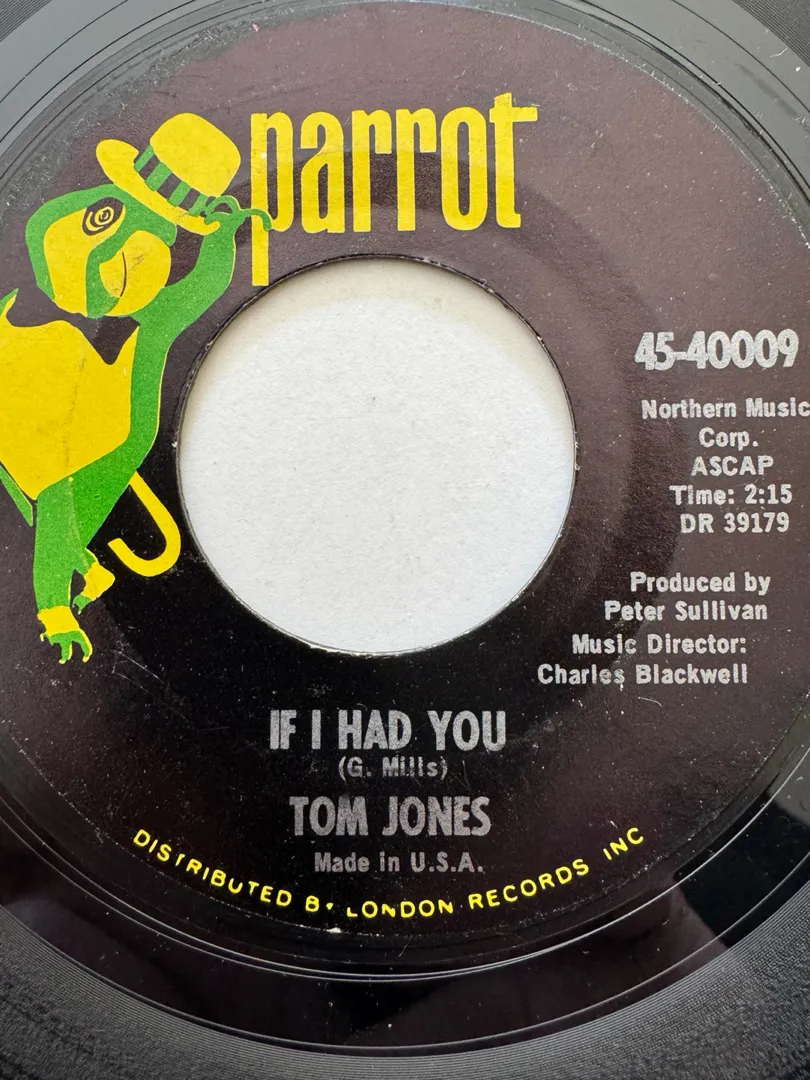 parrot
45-40009
Northern Music
Corp.
ASCAP
Time: 2:15
DR 39179
Produced by
Peter Sullivan
Music Director:
Charles Blackwell
IF I HAD YOU
(G. Mills)
TOM JONES
Made in U.S.A.
DISTRIBUTED BY LONDON RECORDS INC